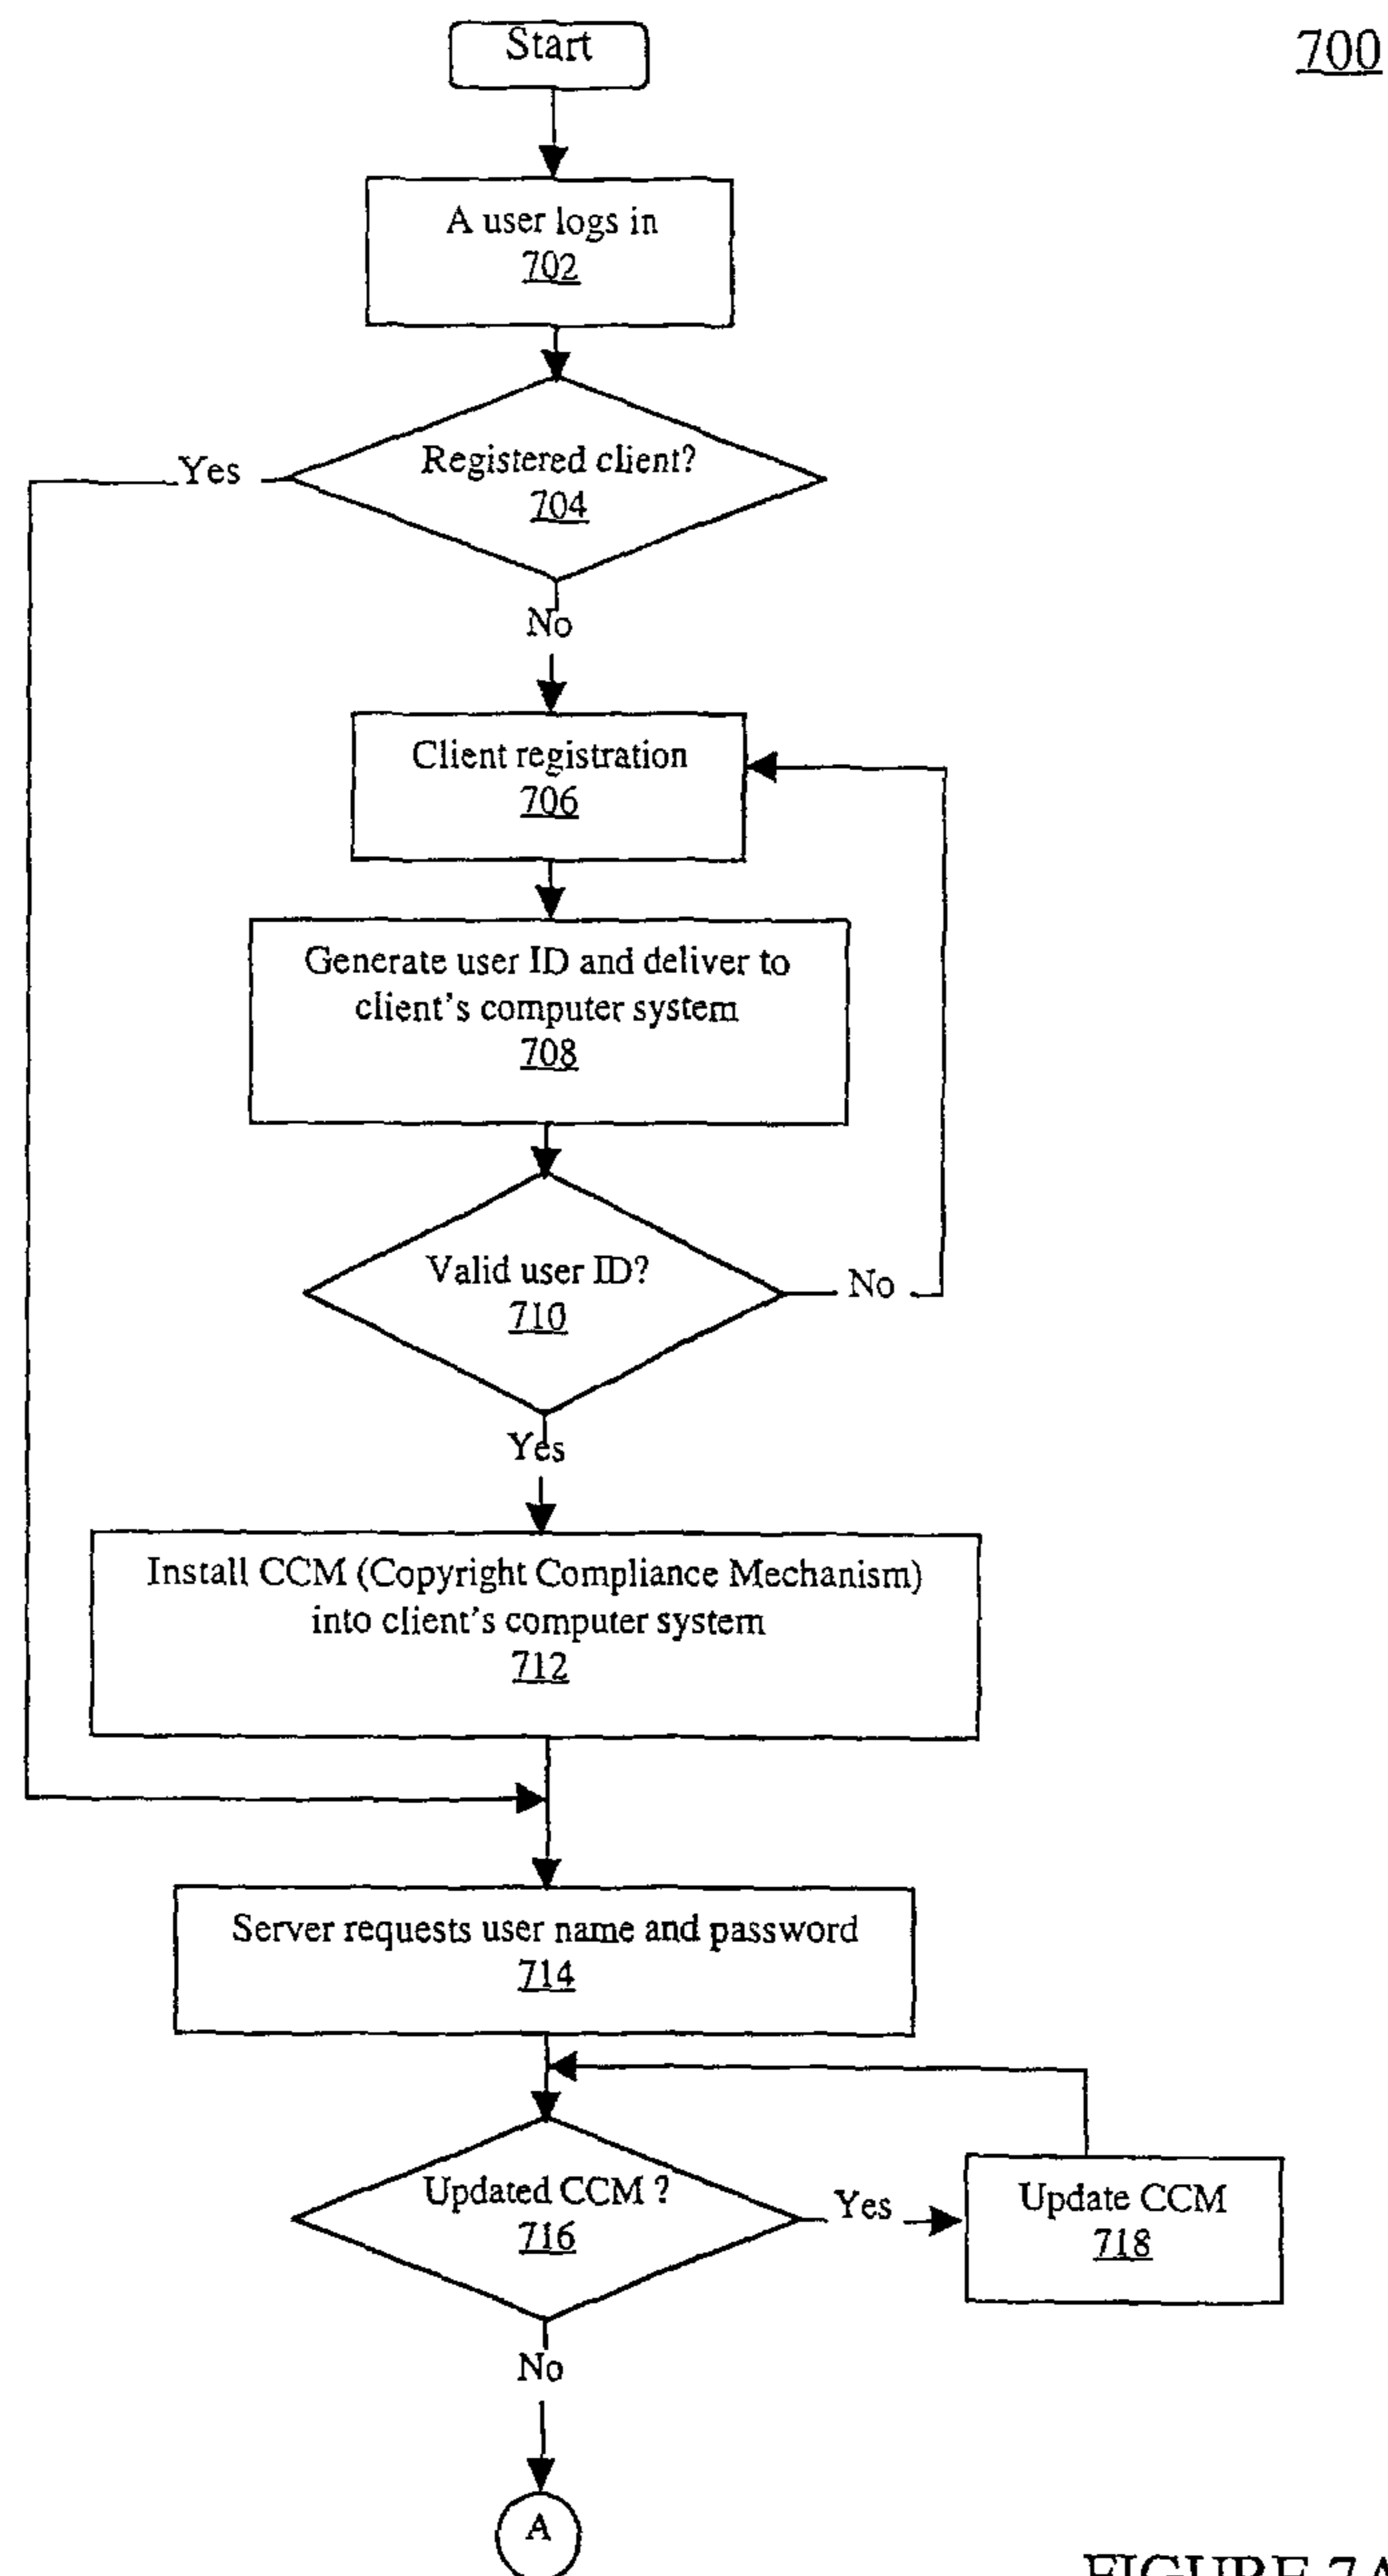 Start
700
A user logs in
702
Registered client?
704
Yes
No
Client registration
706
Generate user ID and deliver to
client's computer system
708
Valid user ID?
710
No
Yes
Install CCM (Copyright Compliance Mechanism)
into client's computer system
712
Server requests user name and password
714
Updated CCM ?
716
Yes
Update CCM
718
No
A
FIGURE 7A